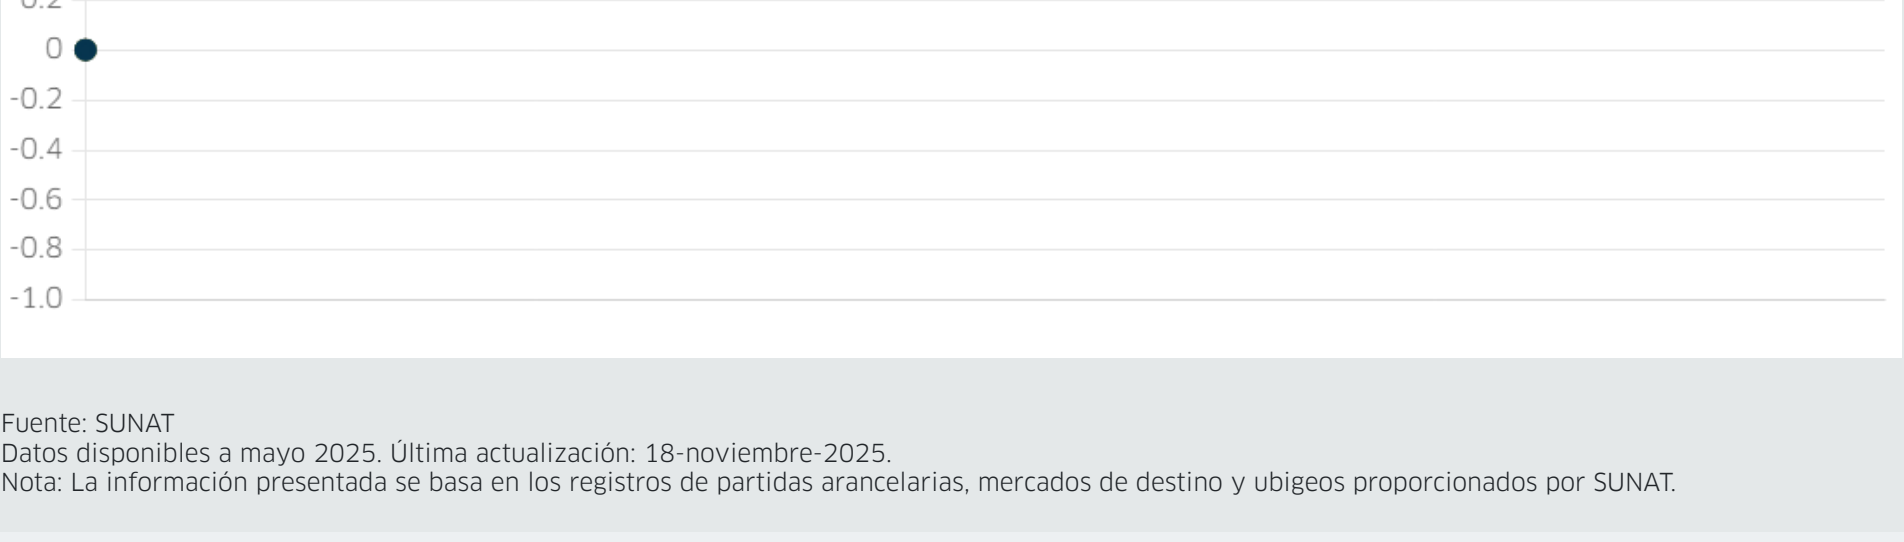 0.2
0
-0.2
-0.4
-0.6
-0.8
-1.0
Fuente: SUNAT
Datos disponibles a mayo 2025. Última actualización: 18-noviembre-2025.
Nota: La información presentada se basa en los registros de partidas arancelarias, mercados de destino y ubigeos proporcionados por SUNAT.